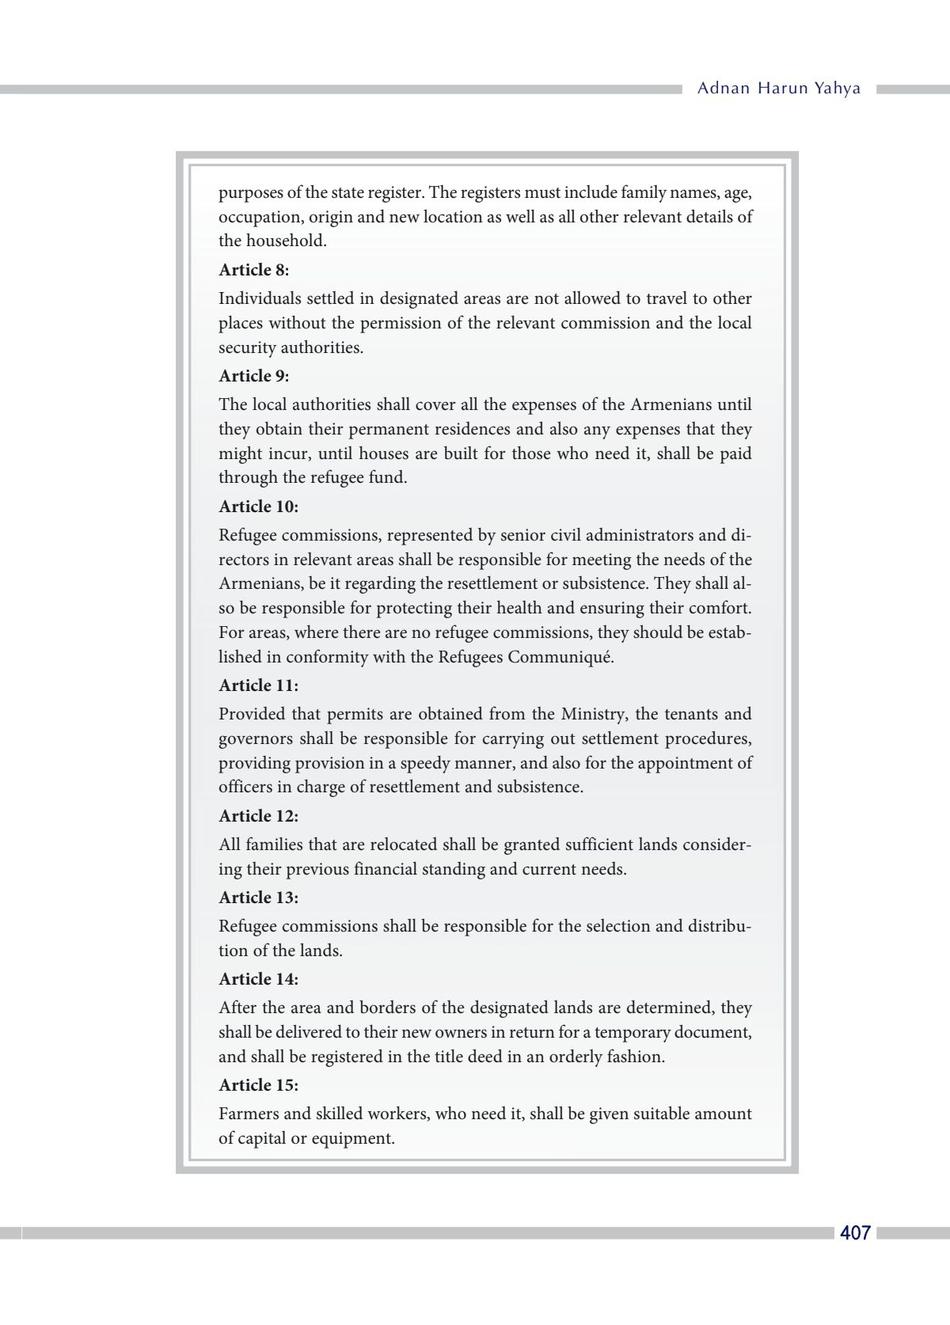 Adnan Harun Yahya
purposes of the state register. The registers must include family names, age,
occupation, origin and new location as well as all other relevant details of
the household.
Article 8:
Individuals settled in designated areas are not allowed to travel to other
places without the permission of the relevant commission and the local
security authorities.
Article 9:
The local authorities shall cover all the expenses of the Armenians until
they obtain their permanent residences and also any expenses that they
might incur, until houses are built for those who need it, shall be paid
through the refugee fund.
Article 10:
Refugee commissions, represented by senior civil administrators and di-
rectors in relevant areas shall be responsible for meeting the needs of the
Armenians, be it regarding the resettlement or subsistence. They shall al-
so be responsible for protecting their health and ensuring their comfort.
For areas, where there are no refugee commissions, they should be estab-
lished in conformity with the Refugees Communiqué.
Article 11:
Provided that permits are obtained from the Ministry, the tenants and
governors shall be responsible for carrying out settlement procedures,
providing provision in a speedy manner, and also for the appointment of
officers in charge of resettlement and subsistence.
Article 12:
All families that are relocated shall be granted sufficient lands consider-
ing their previous financial standing and current needs.
Article 13:
Refugee commissions shall be responsible for the selection and distribu-
tion of the lands.
Article 14:
After the area and borders of the designated lands are determined, they
shall be delivered to their new owners in return for a temporary document,
and shall be registered in the title deed in an orderly fashion.
Article 15:
Farmers and skilled workers, who need it, shall be given suitable amount
of capital or equipment.
407